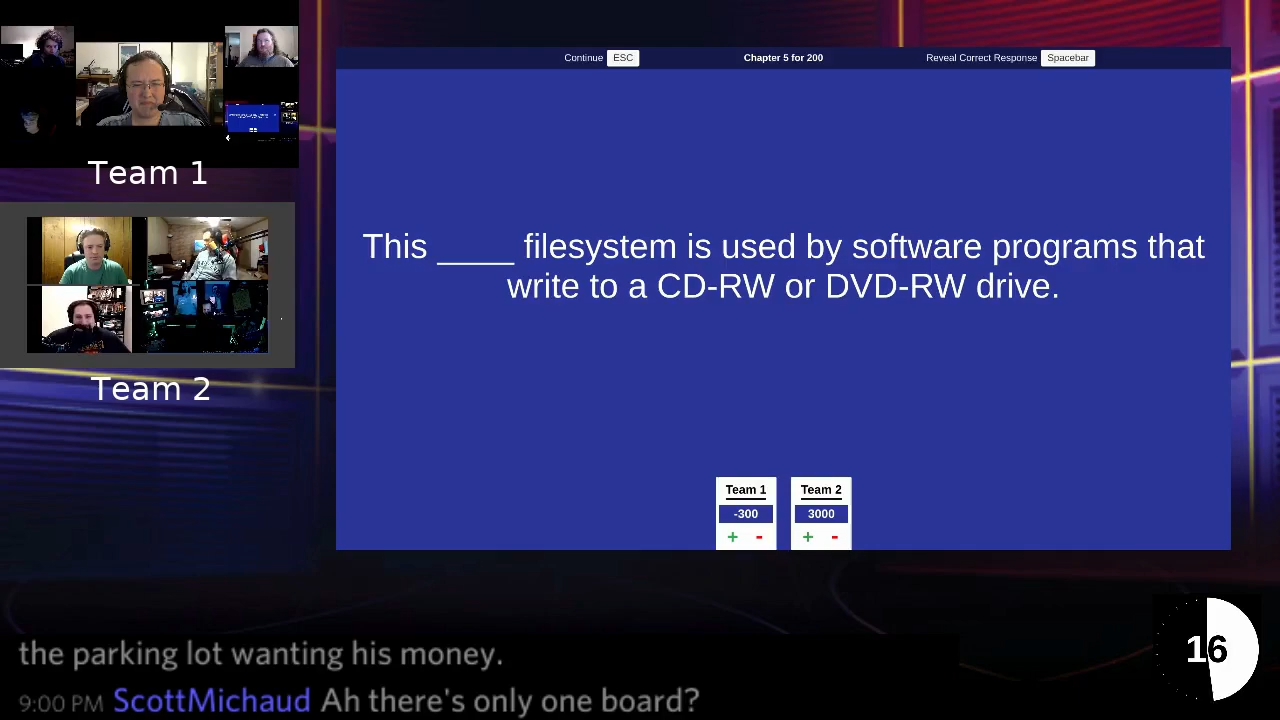 Team 1
Team 2
Continue ESC
Chapter 5 for 200
Reveal Correct Response Spacebar
This ____ filesystem is used by software programs that
write to a CD-RW or DVD-RW drive.
Team 1
-300
+ -
Team 2
3000
+ -
the parking lot wanting his money.
9:00 PM ScottMichaud Ah there's only one board?
16